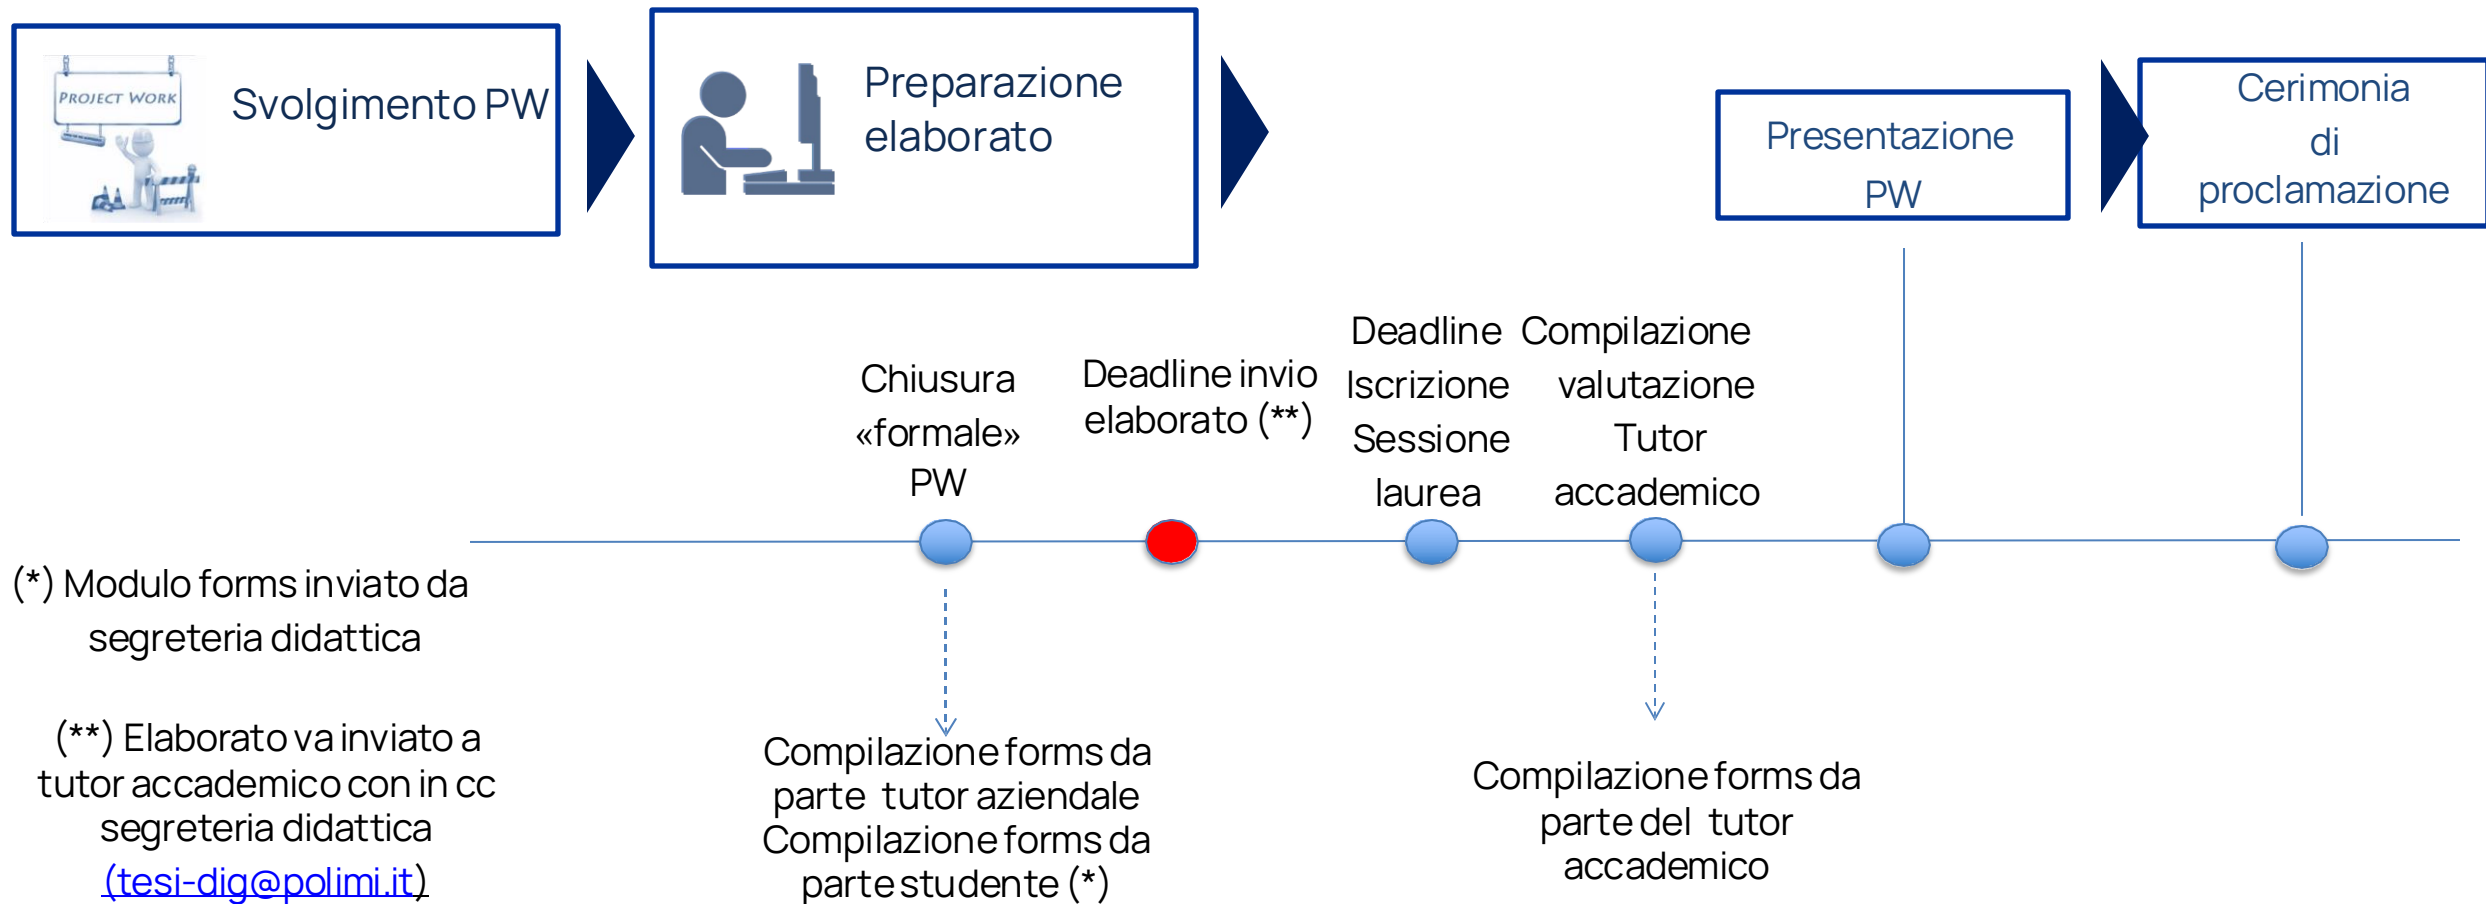 PROJECT WORK
Svolgimento PW
Preparazione
elaborato
Presentazione
PW
Cerimonia
di
proclamazione
Chiusura
«formale»
PW
Deadline invio
elaborato (**)
Deadline
Iscrizione
Sessione
laurea
Compilazione
valutazione
Tutor
accademico
(*) Modulo forms inviato da
segreteria didattica
(**) Elaborato va inviato a
tutor accademico con in cc
segreteria didattica
(tesi-dig@polimi.it)
Compilazione forms da
parte tutor aziendale
Compilazione forms da
parte studente (*)
Compilazione forms da
parte del tutor
accademico